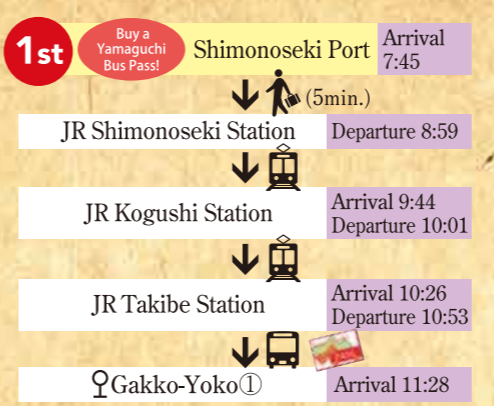 1st
Buy a
Yamaguchi
Bus Pass!
Shimonoseki Port
Arrival
7:45
(5min.)
JR Shimonoseki Station
Departure 8:59
JR Kogushi Station
Arrival 9:44
Departure 10:01
JR Takibe Station
Arrival 10:26
Departure 10:53
Gakko-Yoko①
Arrival 11:28